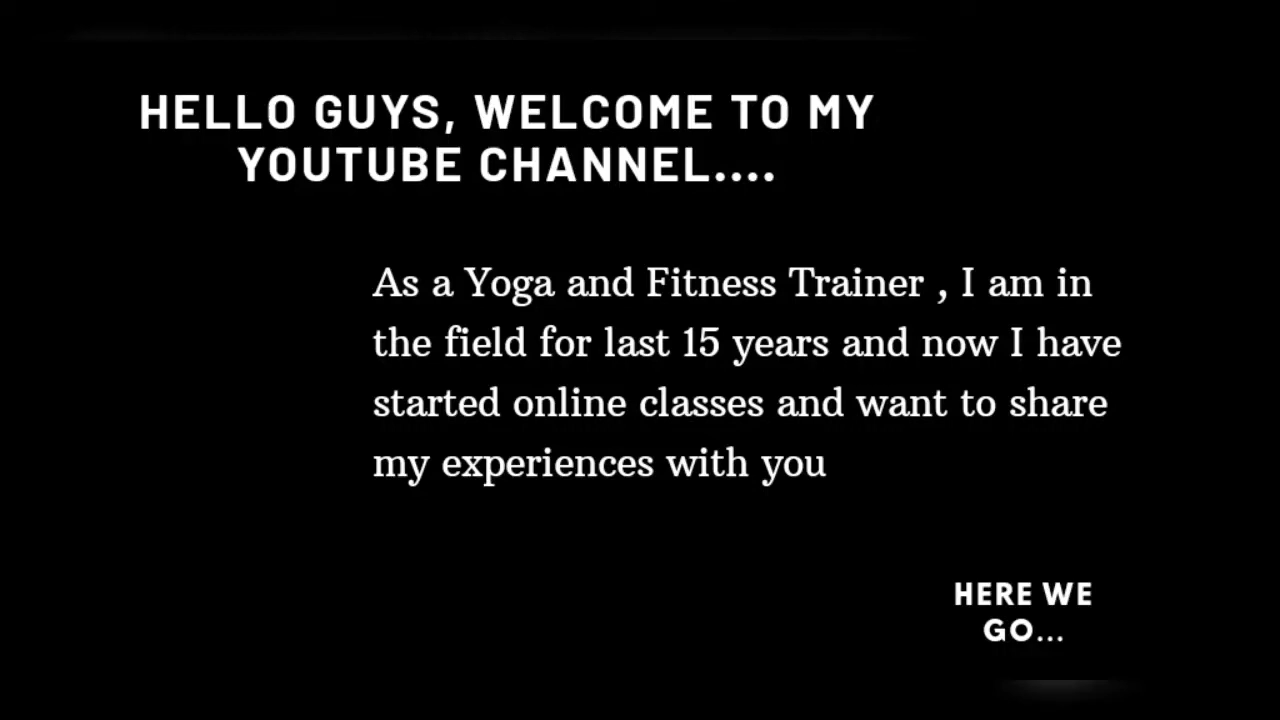 HELLO GUYS, WELCOME TO MY
YOUTUBE CHANNEL....
As a Yoga and Fitness Trainer , I am in
the field for last 15 years and now I have
started online classes and want to share
my experiences with you
HERE WE
GO...